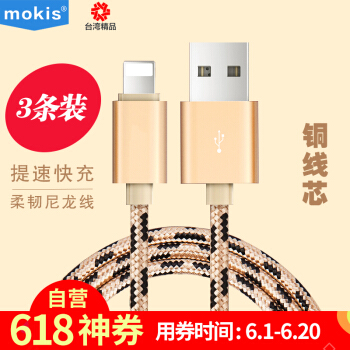 mokis®
台湾精品
3条装
提速快充
柔韧尼龙线
铜线芯
自营
618神券
用券时间:6.1-6.20